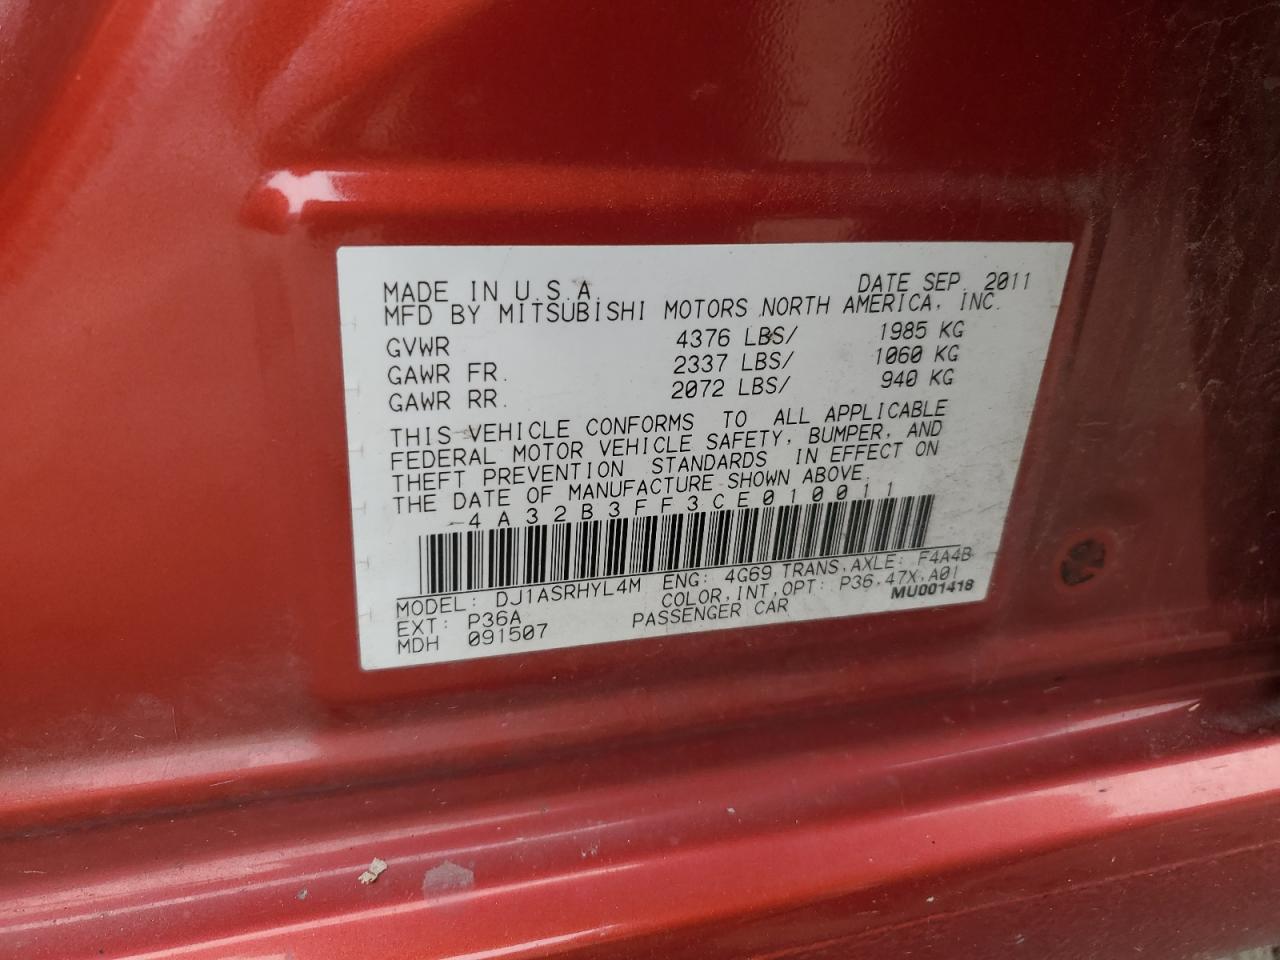 MADE IN U.S.A. DATE SEP. 2011
MFD BY MITSUBISHI MOTORS NORTH AMERICA, INC.
GVWR 4376 LBS/ 1985 KG
GAWR FR. 2337 LBS/ 1060 KG
GAWR RR. 2072 LBS/ 940 KG
THIS VEHICLE CONFORMS TO ALL APPLICABLE
FEDERAL MOTOR VEHICLE SAFETY, BUMPER, AND
THEFT PREVENTION STANDARDS IN EFFECT ON
THE DATE OF MANUFACTURE SHOWN ABOVE.
4A32B3FF3CE010011
MODEL: DJ1ASRHYL4M ENG: 4G69 TRANS,AXLE: F4A4B
EXT: P36A COLOR,INT,OPT: P36,47X,A01
MDH 091507 PASSENGER CAR MU001418